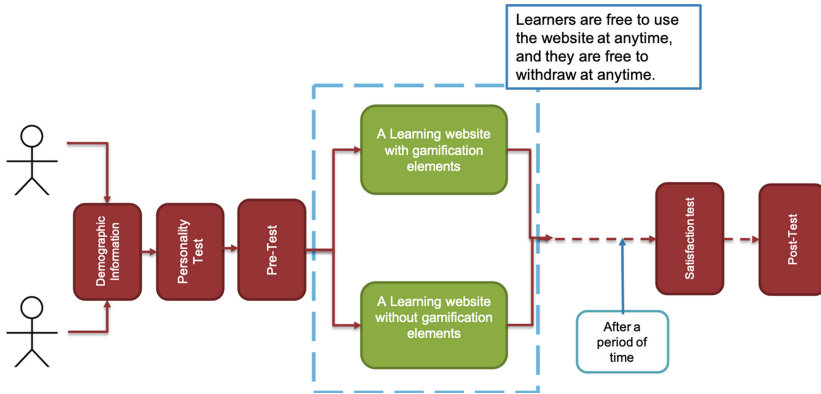 Learners are free to use
the website at anytime,
and they are free to
withdraw at anytime.
Demographic
Information
Personality
Test
Pre-Test
A Learning website
with gamification
elements
A Learning website
without gamification
elements
After a
period of
time
Satisfaction test
Post-Test